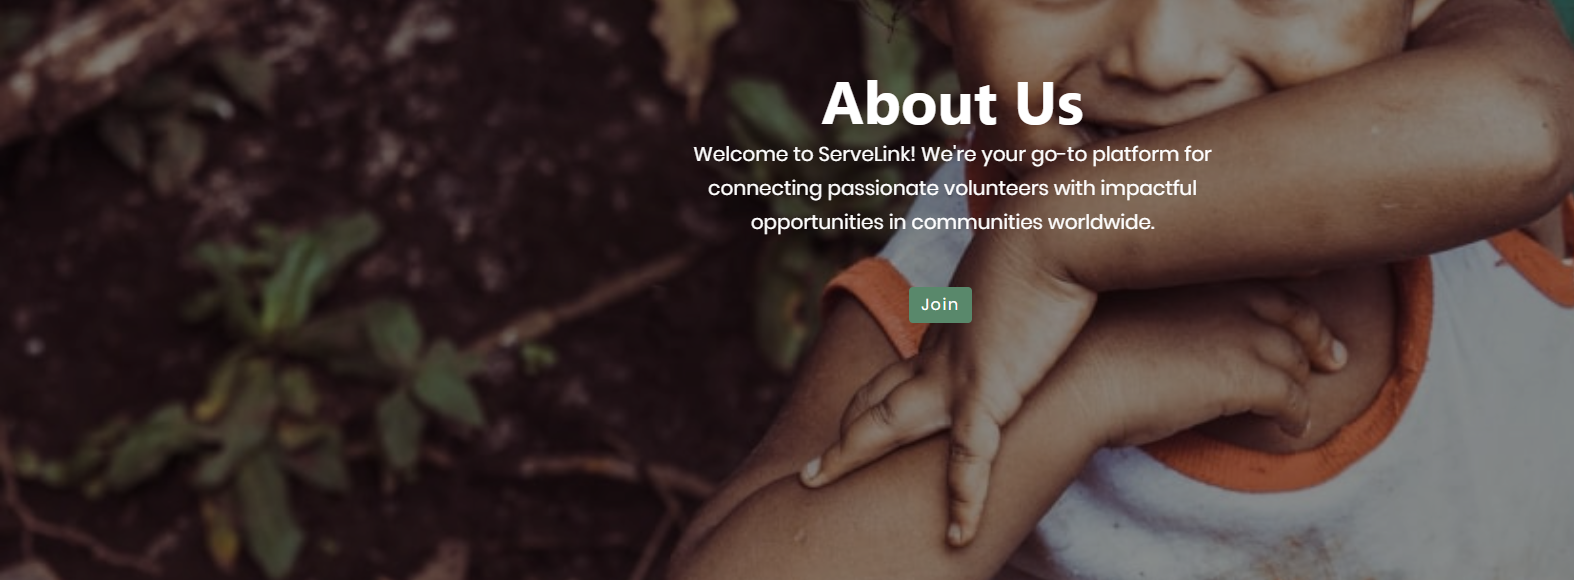 About Us
Welcome to ServeLink! We're your go-to platform for
connecting passionate volunteers with impactful
opportunities in communities worldwide.
Join